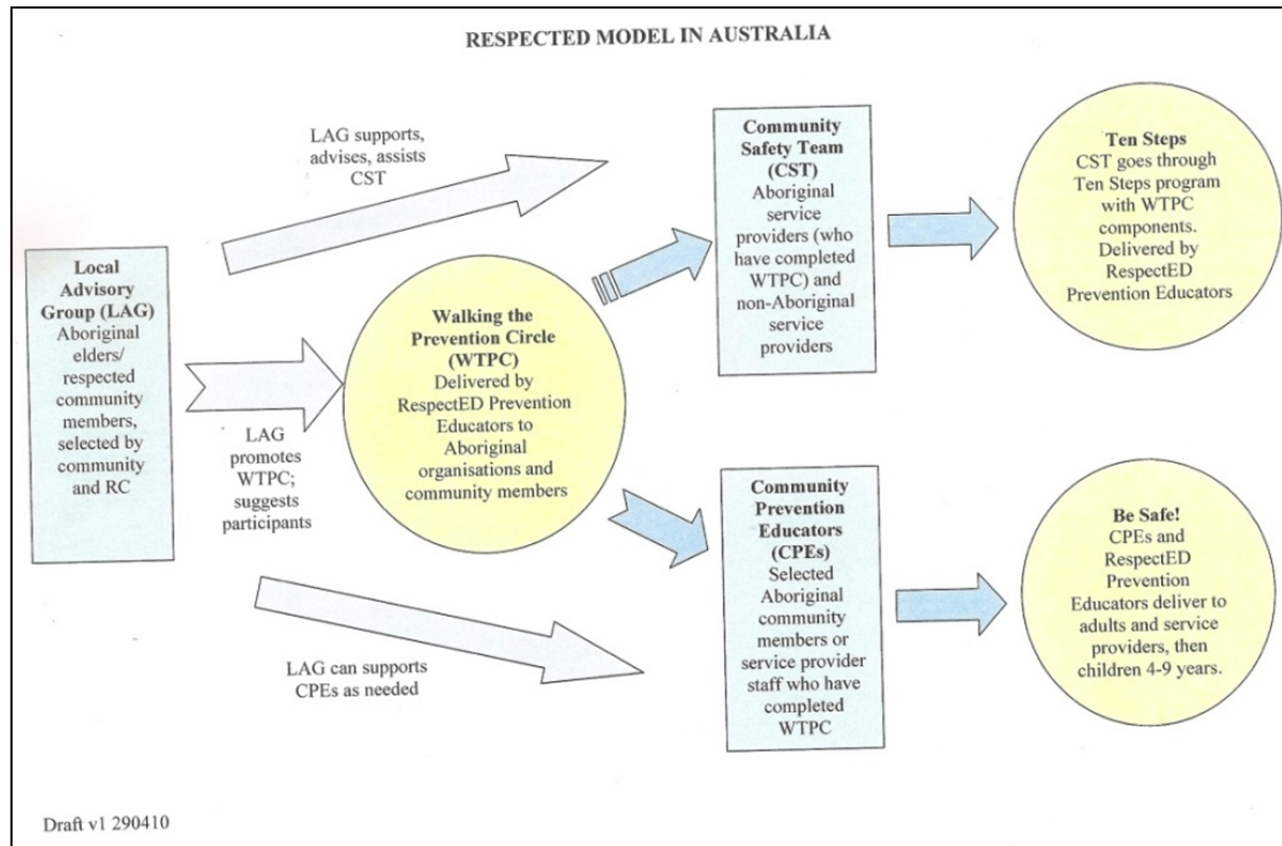 RESPECTED MODEL IN AUSTRALIA
LAG supports,
advises, assists
CST
Local
Advisory
Group (LAG)
Aboriginal
elders/
respected
community
members,
selected by
community
and RC
LAG
promotes
WTPC;
suggests
participants
LAG can supports
CPEs as needed
Walking the
Prevention Circle
(WTPC)
Delivered by
RespectED Prevention
Educators to
Aboriginal
organisations and
community members
Community
Safety Team
(CST)
Aboriginal
service
providers (who
have completed
WTPC) and
non-Aboriginal
service
providers
Ten Steps
CST goes through
Ten Steps program
with WTPC
components.
Delivered by
RespectED
Prevention Educators
Community
Prevention
Educators
(CPEs)
Selected
Aboriginal
community
members or
service provider
staff who have
completed
WTPC
Be Safe!
CPEs and
RespectED
Prevention
Educators deliver to
adults and service
providers, then
children 4-9 years.
Draft v1 290410